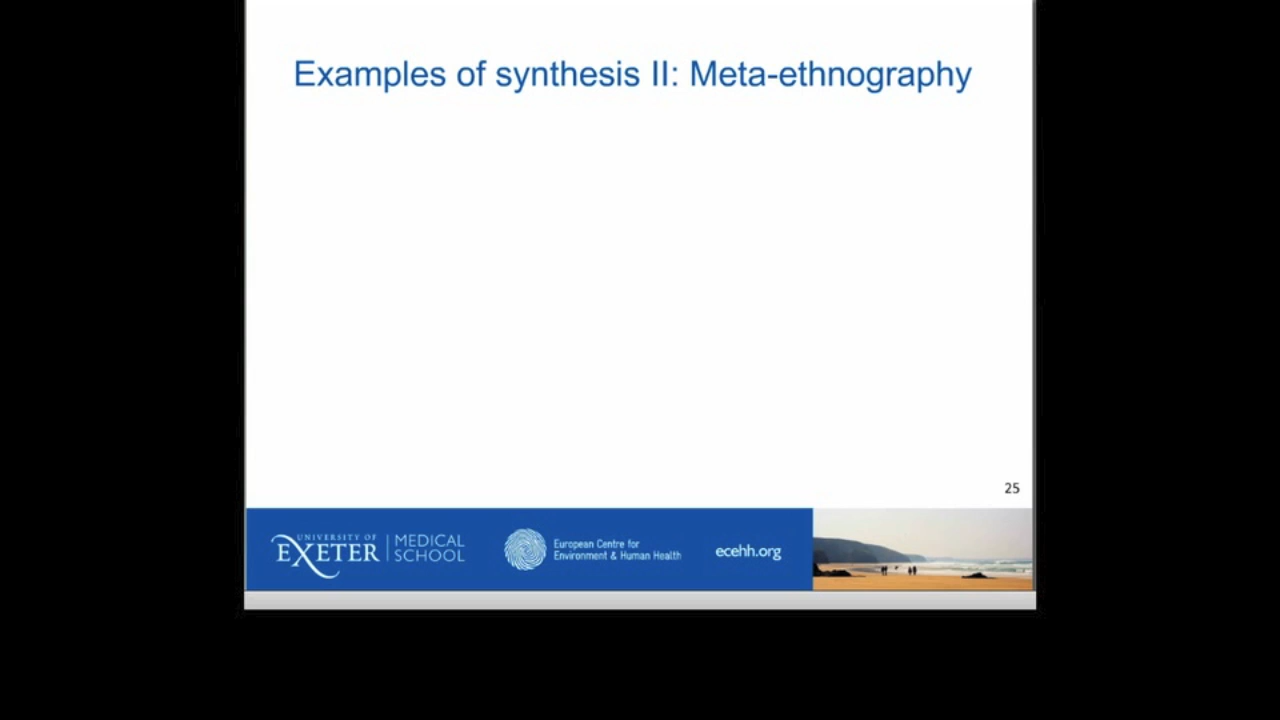 Examples of synthesis II: Meta-ethnography
25
UNIVERSITY OF
EXETER
MEDICAL
SCHOOL
European Centre for
Environment & Human Health
ecehh.org